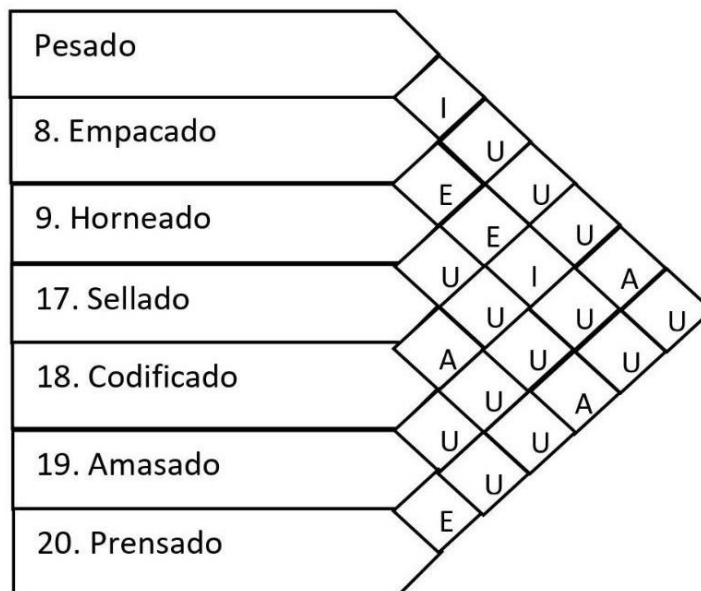 Pesado
I
8. Empacado
U
E U
9. Horneado
E U
U I A
17. Sellado
U U U
A U U
18. Codificado
U A
U U
19. Amasado
U
E
20. Prensado